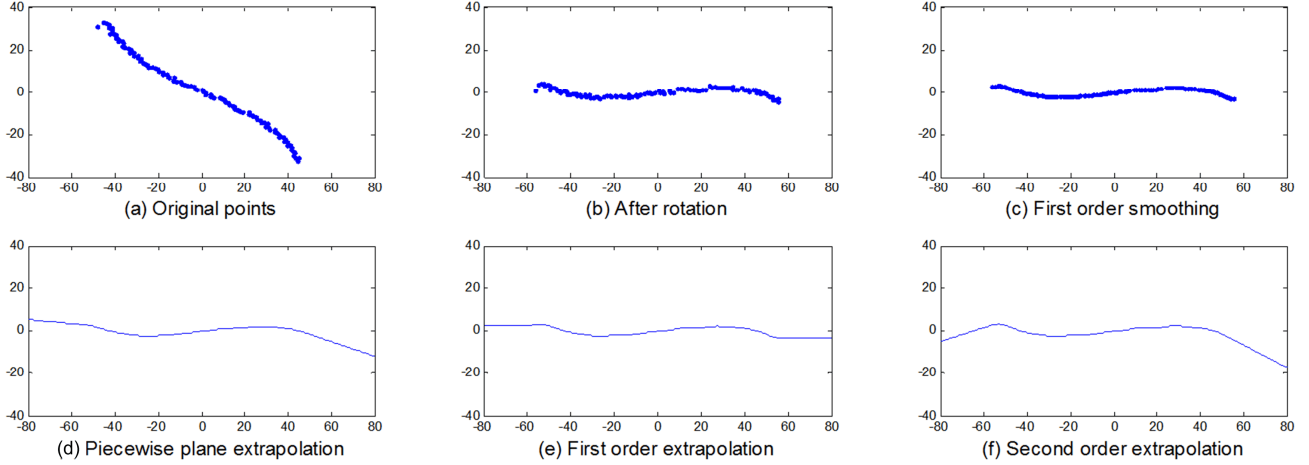 40
20
0
-20
-40
-80 -60 -40 -20 0 20 40 60 80
(a) Original points
40
20
0
-20
-40
-80 -60 -40 -20 0 20 40 60 80
(b) After rotation
40
20
0
-20
-40
-80 -60 -40 -20 0 20 40 60 80
(c) First order smoothing
40
20
0
-20
-40
-80 -60 -40 -20 0 20 40 60 80
(d) Piecewise plane extrapolation
40
20
0
-20
-40
-80 -60 -40 -20 0 20 40 60 80
(e) First order extrapolation
40
20
0
-20
-40
-80 -60 -40 -20 0 20 40 60 80
(f) Second order extrapolation